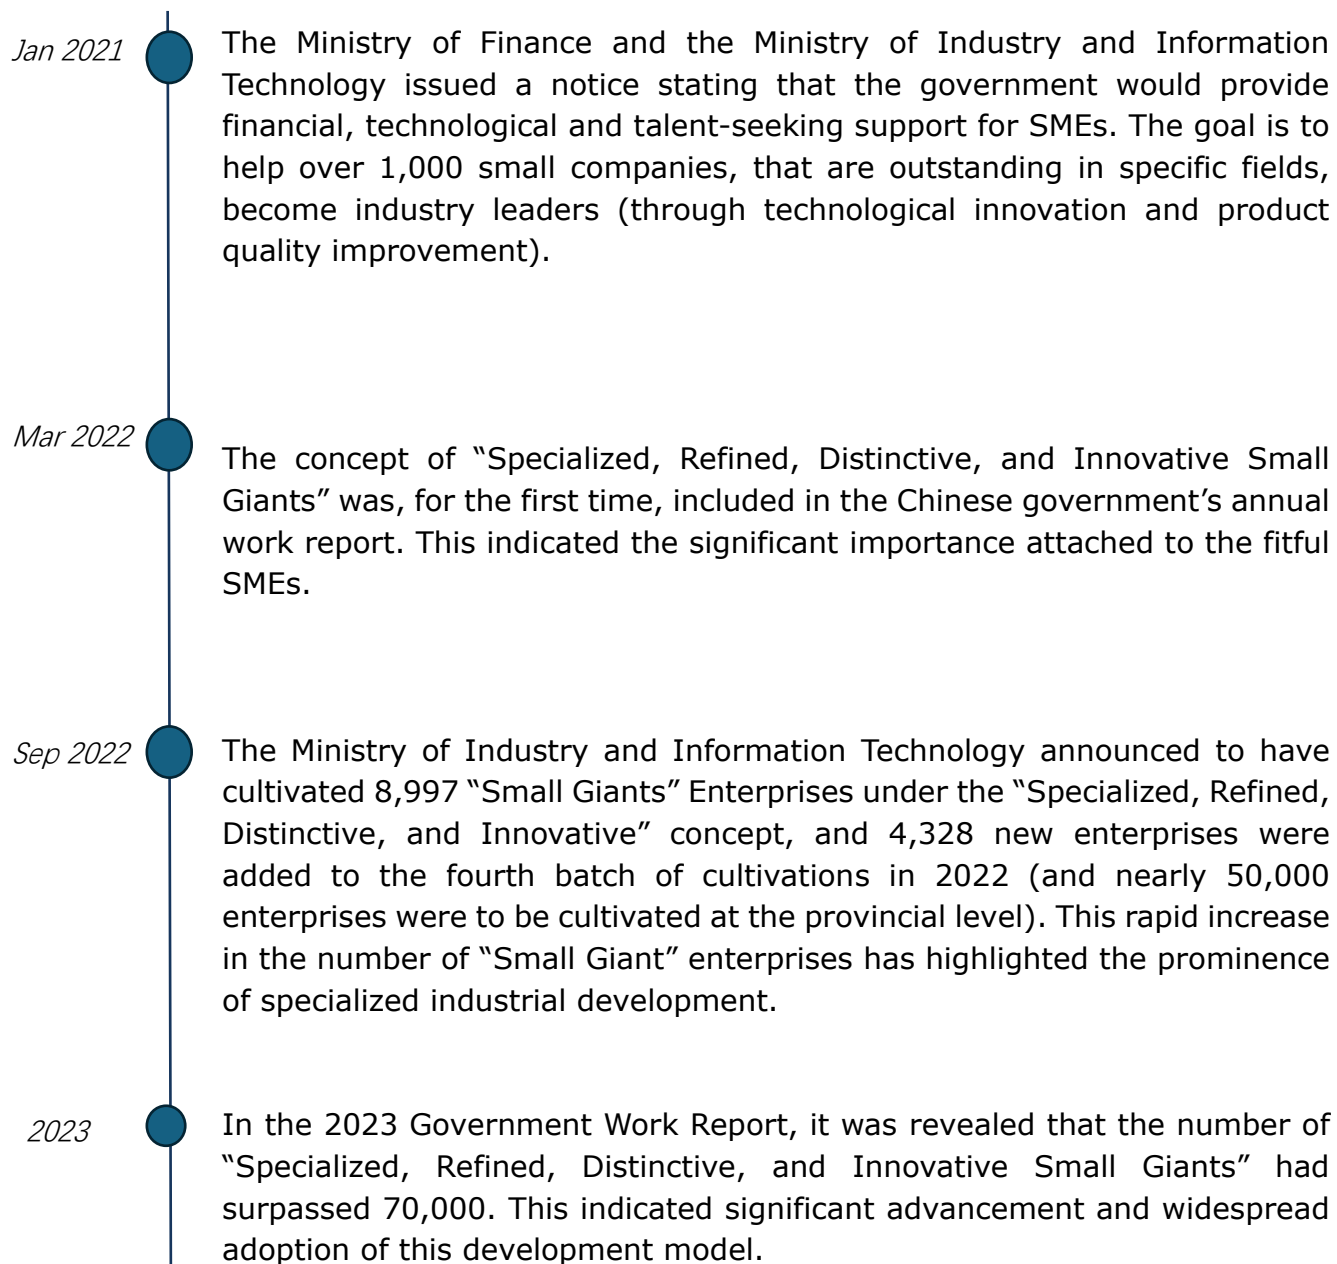 Jan 2021
The Ministry of Finance and the Ministry of Industry and Information
Technology issued a notice stating that the government would provide
financial, technological and talent-seeking support for SMEs. The goal is to
help over 1,000 small companies, that are outstanding in specific fields,
become industry leaders (through technological innovation and product
quality improvement).
Mar 2022
The concept of “Specialized, Refined, Distinctive, and Innovative Small
Giants” was, for the first time, included in the Chinese government’s annual
work report. This indicated the significant importance attached to the fitful
SMEs.
Sep 2022
The Ministry of Industry and Information Technology announced to have
cultivated 8,997 “Small Giants” Enterprises under the “Specialized, Refined,
Distinctive, and Innovative” concept, and 4,328 new enterprises were
added to the fourth batch of cultivations in 2022 (and nearly 50,000
enterprises were to be cultivated at the provincial level). This rapid increase
in the number of “Small Giant” enterprises has highlighted the prominence
of specialized industrial development.
2023
In the 2023 Government Work Report, it was revealed that the number of
“Specialized, Refined, Distinctive, and Innovative Small Giants” had
surpassed 70,000. This indicated significant advancement and widespread
adoption of this development model.